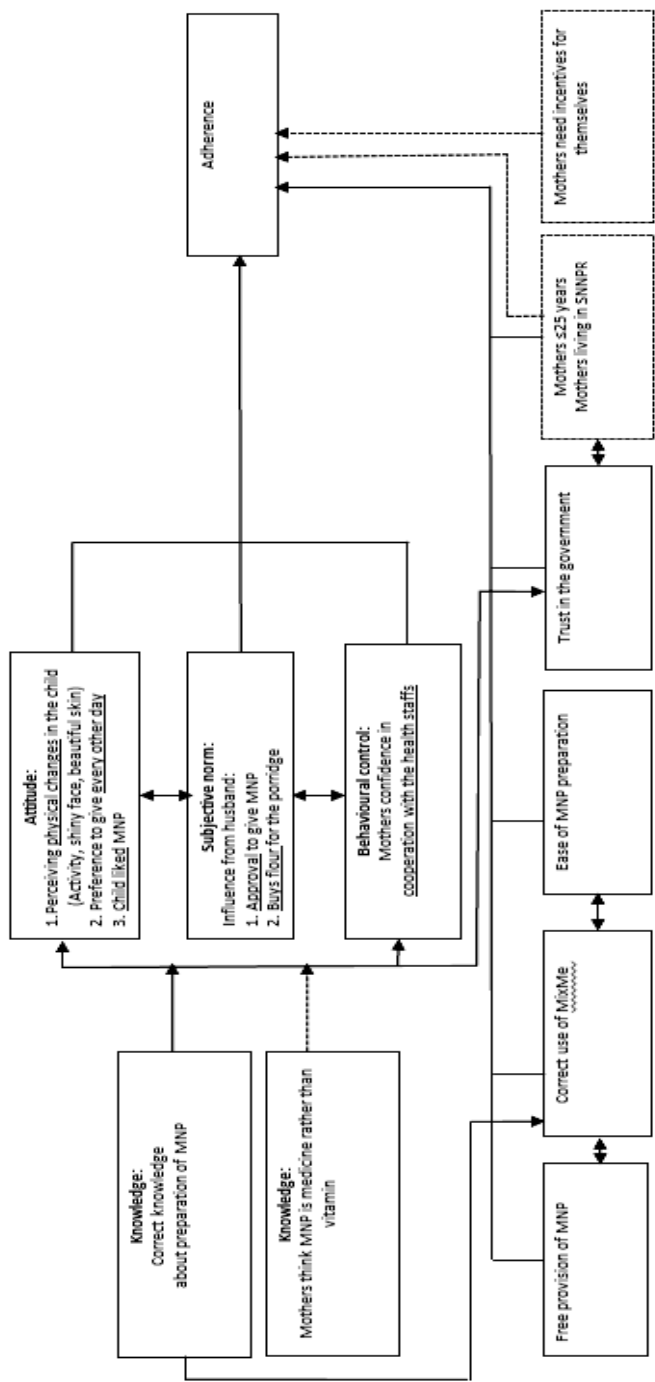 Knowledge:
Correct knowledge
about preparation of MNP
Knowledge:
Mothers think MNP is medicine rather than
vitamin
Attitude:
1.Perceiving physical changes in the child
(Activity, shiny face, beautiful skin)
2. Preference to give every other day
3. Child liked MNP
Subjective norm:
Influence from husband:
1. Approval to give MNP
2. Buys flour for the porridge
Behavioural control:
Mothers confidence in
cooperation with the health staffs
Adherence
Free provision of MNP
Correct use of MixMe
Ease of MNP preparation
Trust in the government
Mothers ≤25 years
Mothers living in SNNPR
Mothers need incentives for
themselves